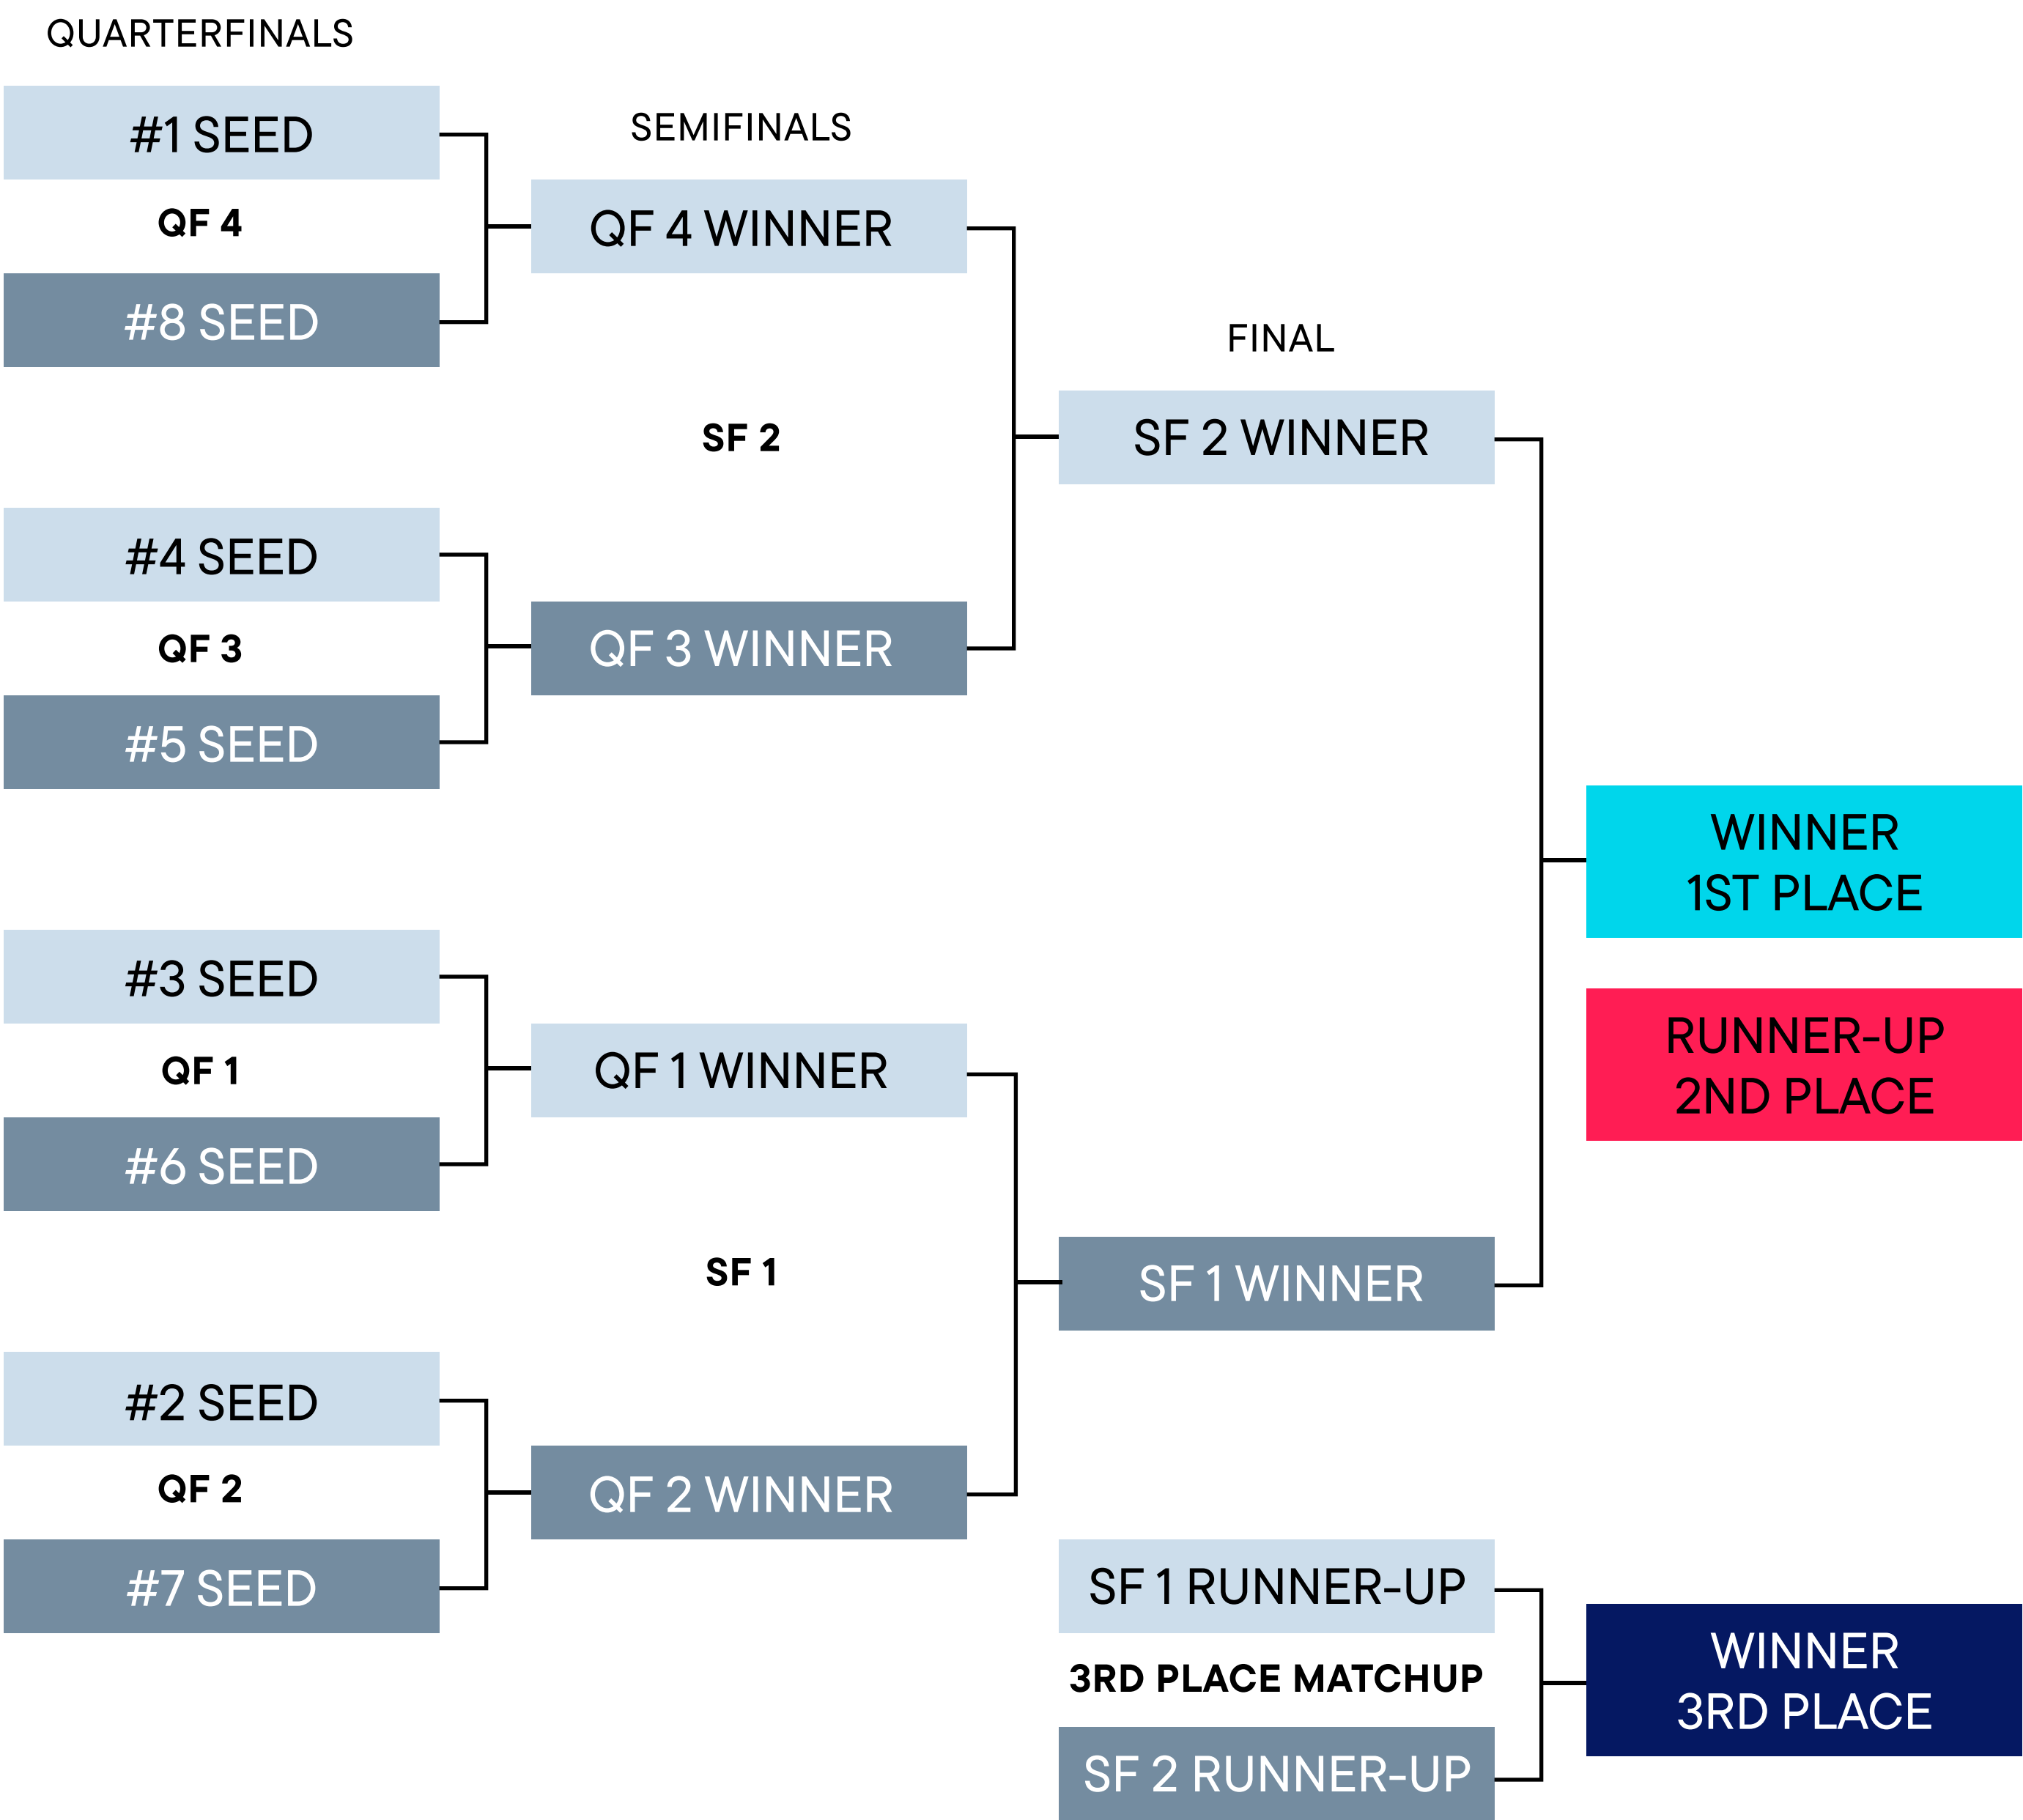 QUARTERFINALS
#1 SEED
QF 4
#8 SEED
#4 SEED
QF 3
#5 SEED
#3 SEED
QF 1
#6 SEED
#2 SEED
QF 2
#7 SEED
SEMIFINALS
QF 4 WINNER
SF 2
QF 3 WINNER
QF 1 WINNER
SF 1
QF 2 WINNER
FINAL
SF 2 WINNER
SF 1 WINNER
SF 1 RUNNER-UP
3RD PLACE MATCHUP
SF 2 RUNNER-UP
WINNER
1ST PLACE
RUNNER-UP
2ND PLACE
WINNER
3RD PLACE